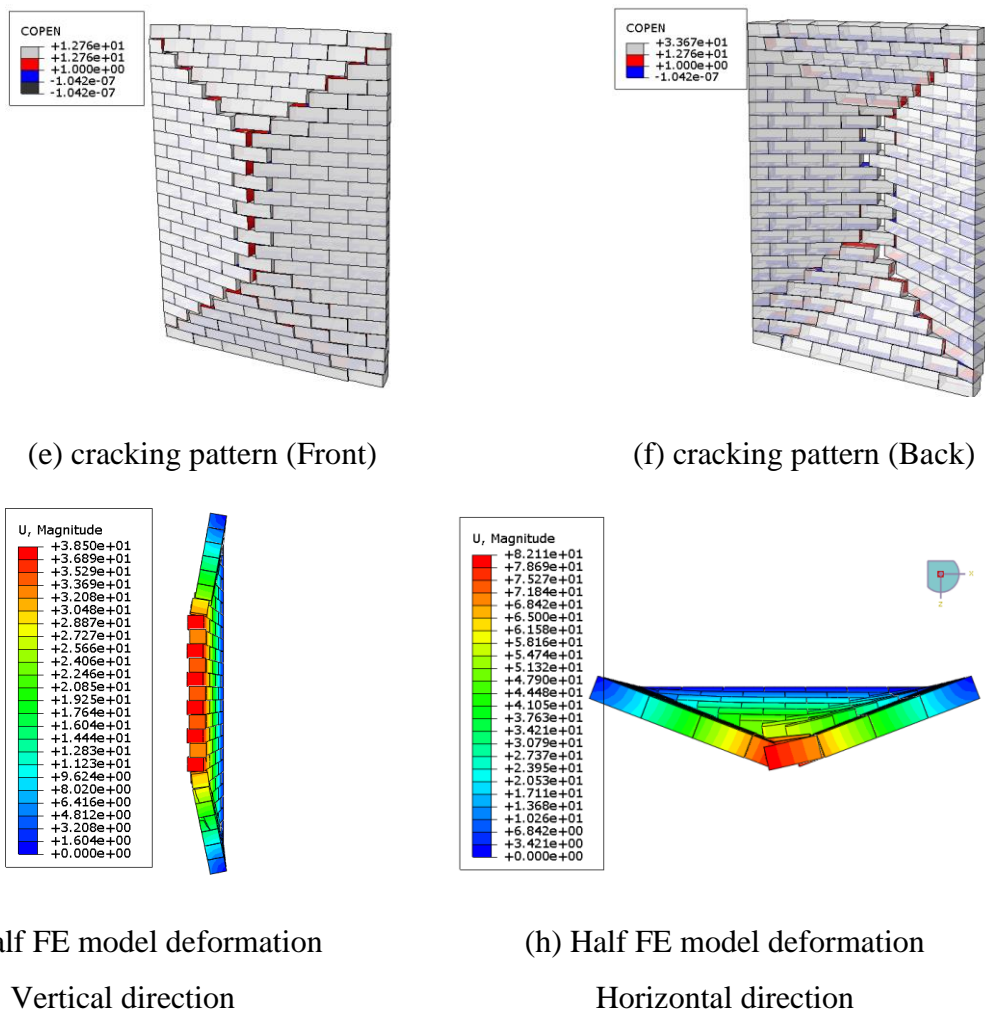 COPEN
+1.276e+01
+1.276e+01
+1.000e+00
-1.042e-07
-1.042e-07
COPEN
+3.367e+01
+1.276e+01
+1.000e+00
-1.042e-07
(e) cracking pattern (Front)
(f) cracking pattern (Back)
U, Magnitude
+3.850e+01
+3.689e+01
+3.529e+01
+3.369e+01
+3.208e+01
+3.048e+01
+2.887e+01
+2.727e+01
+2.566e+01
+2.406e+01
+2.246e+01
+2.085e+01
+1.925e+01
+1.764e+01
+1.604e+01
+1.444e+01
+1.283e+01
+1.123e+01
+9.624e+00
+8.020e+00
+6.416e+00
+4.812e+00
+3.208e+00
+1.604e+00
+0.000e+00
U, Magnitude
+8.211e+01
+7.869e+01
+7.527e+01
+7.184e+01
+6.842e+01
+6.500e+01
+6.158e+01
+5.816e+01
+5.474e+01
+5.132e+01
+4.790e+01
+4.448e+01
+4.105e+01
+3.763e+01
+3.421e+01
+3.079e+01
+2.737e+01
+2.395e+01
+2.053e+01
+1.711e+01
+1.368e+01
+1.026e+01
+6.842e+00
+3.421e+00
+0.000e+00
x
z
alf FE model deformation
Vertical direction
(h) Half FE model deformation
Horizontal direction